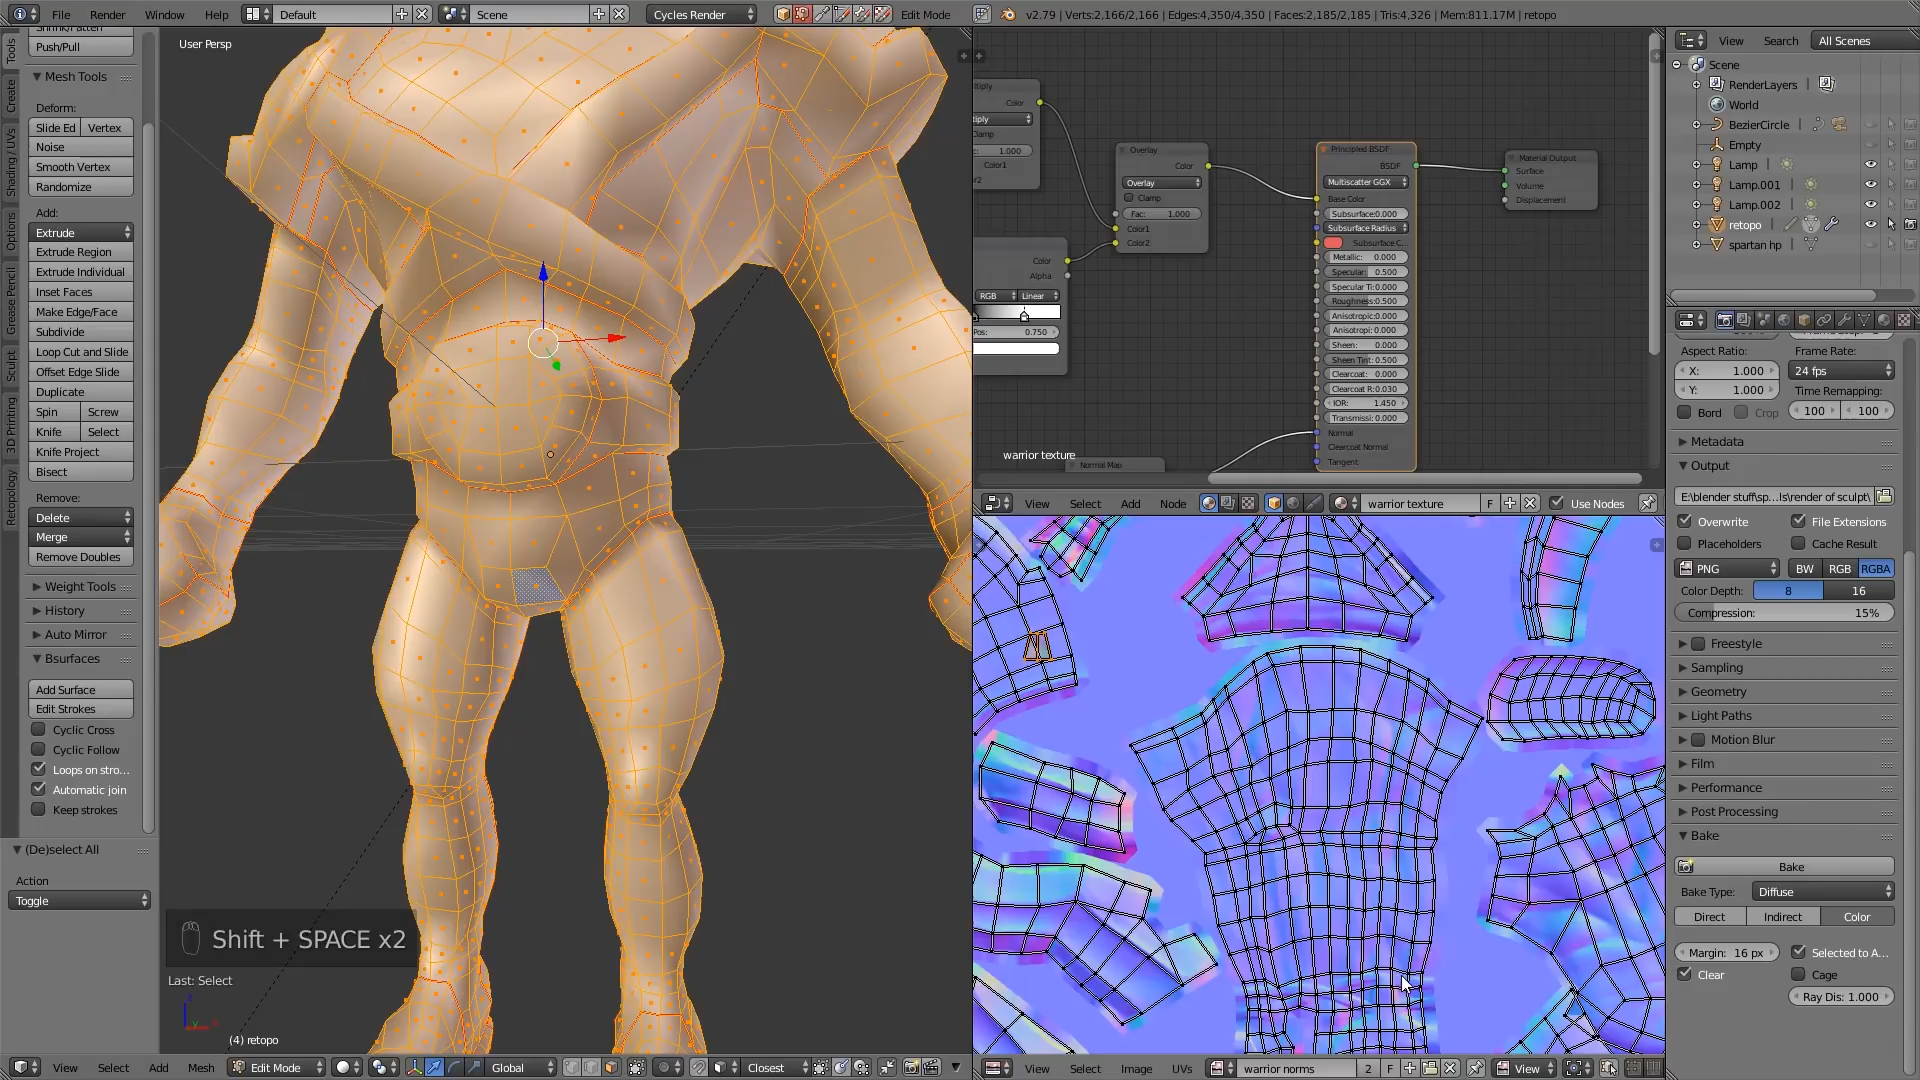 File Render Window Help Default Scene Cycles Render Edit Mode v2.79 | Verts:2,166/2,166 | Edges:4,350/4,350 | Faces:2,185/2,185 | Tris:4,326 | Mem:811.17M | retopo
Tools
Create
Shading / UVs
Options
Grease Pencil
Sculpt
3D Printing
Retopology
Push/Pull
Mesh Tools
Deform:
Slide Ed Vertex
Noise
Smooth Vertex
Randomize
Add:
Extrude
Extrude Region
Extrude Individual
Inset Faces
Make Edge/Face
Subdivide
Loop Cut and Slide
Offset Edge Slide
Duplicate
Spin Screw
Knife Select
Knife Project
Bisect
Remove:
Delete
Merge
Remove Doubles
Weight Tools
History
Auto Mirror
Bsurfaces
Add Surface
Edit Strokes
Cyclic Cross
Cyclic Follow
Loops on stro...
Automatic join
Keep strokes
(De)select All
Action
Toggle
User Persp
Shift + SPACE x2
Last: Select
(4) retopo
View Select Add Mesh Edit Mode Global Closest
Color
1.000
Color1
Overlay
Color
Overlay
Clamp
Fac: 1.000
Color1
Color2
Color
Alpha
RGB Linear
Pos: 0.750
Principled BSDF
BSDF
Multiscatter GGX
Base Color
Subsurface:0.000
Subsurface Radius
Subsurface C...
Metallic: 0.000
Specular: 0.500
Specular Ti:0.000
Roughness:0.500
Anisotropic:0.000
Anisotropi: 0.000
Sheen: 0.000
Sheen Tint:0.500
Clearcoat: 0.000
Clearcoat R:0.030
IOR: 1.450
Transmissi: 0.000
Normal
Clearcoat Normal
Tangent
Material Output
Surface
Volume
Displacement
warrior texture
Normal Map
View Select Add Node warrior texture F Use Nodes
View Select Image UVs warrior norms 2 F View
View Search All Scenes
Scene
RenderLayers
World
BezierCircle
Empty
Lamp
Lamp.001
Lamp.002
retopo
spartan hp
Aspect Ratio: Frame Rate:
X: 1.000 24 fps
Y: 1.000 Time Remapping:
Bord Crop 100 100
Metadata
Output
E:\blender stuff\sp...ls\render of sculpt\
Overwrite File Extensions
Placeholders Cache Result
PNG BW RGB RGBA
Color Depth: 8 16
Compression: 15%
Freestyle
Sampling
Geometry
Light Paths
Motion Blur
Film
Performance
Post Processing
Bake
Bake
Bake Type: Diffuse
Direct Indirect Color
Margin: 16 px Selected to A...
Clear Cage
Ray Dis: 1.000